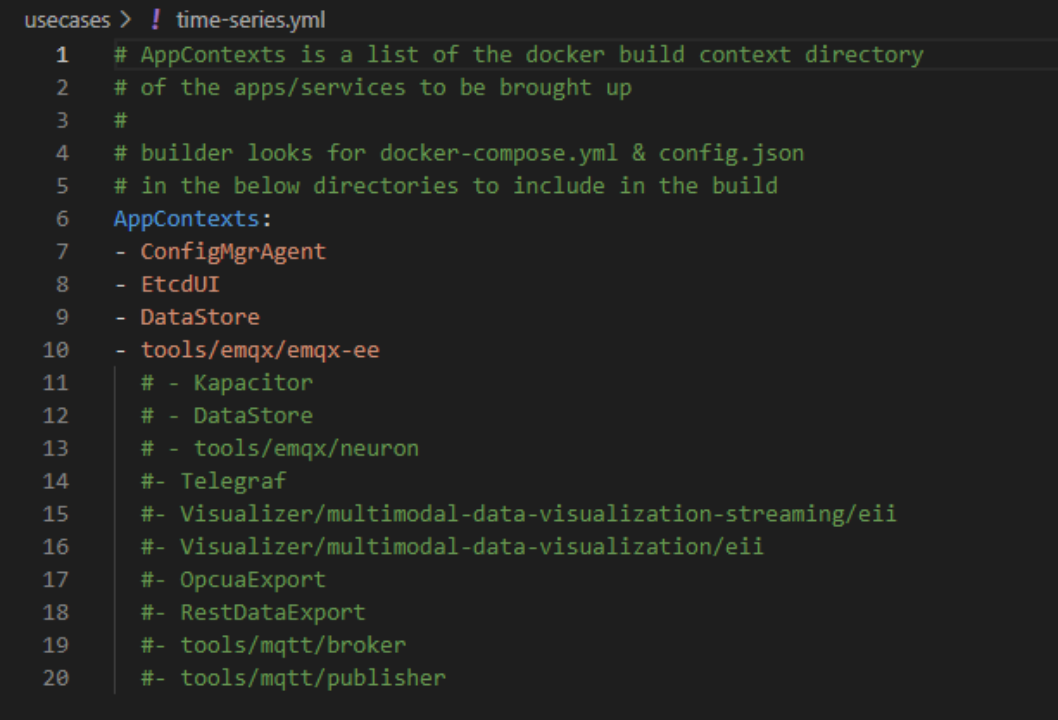 usecases > ! time-series.yml
1 # AppContexts is a list of the docker build context directory
2 # of the apps/services to be brought up
3 #
4 # builder looks for docker-compose.yml & config.json
5 # in the below directories to include in the build
6 AppContexts:
7 - ConfigMgrAgent
8 - EtcdUI
9 - DataStore
10 - tools/emqx/emqx-ee
11 # - Kapacitor
12 # - DataStore
13 # - tools/emqx/neuron
14 #- Telegraf
15 #- Visualizer/multimodal-data-visualization-streaming/eii
16 #- Visualizer/multimodal-data-visualization/eii
17 #- OpcuaExport
18 #- RestDataExport
19 #- tools/mqtt/broker
20 #- tools/mqtt/publisher